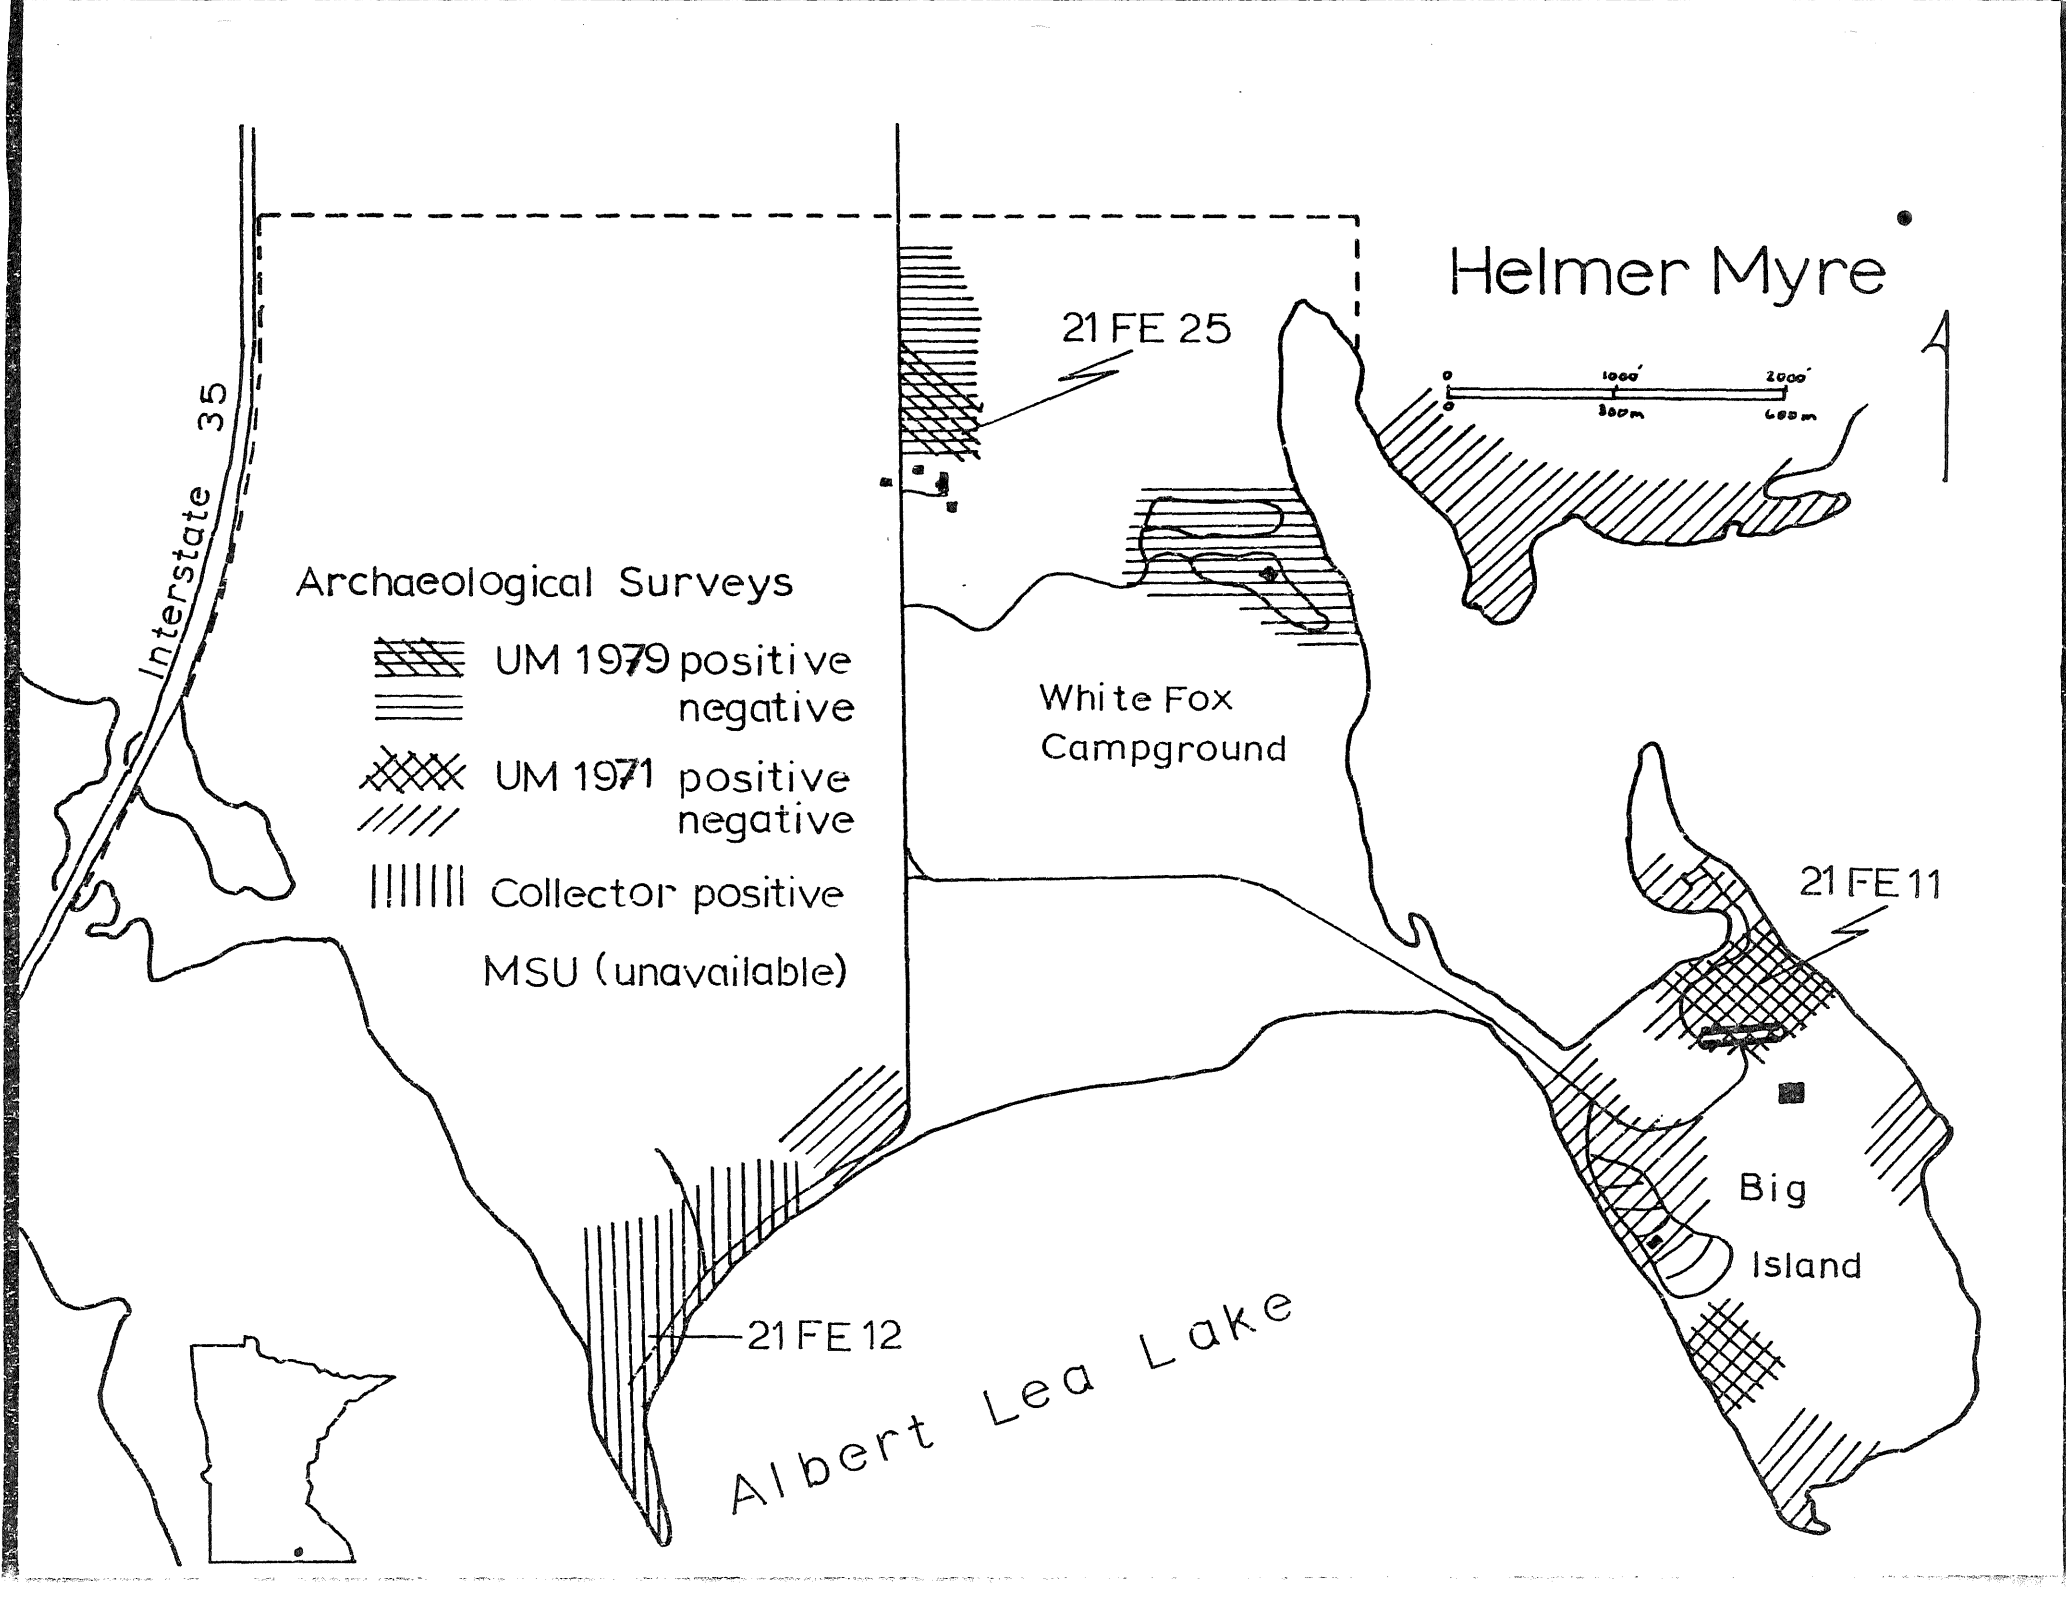 Helmer Myre
21 FE 25
0 1000' 2000'
0 300m 600m
Interstate 35
Archaeological Surveys
UM 1979 positive
negative
UM 1971 positive
negative
Collector positive
MSU (unavailable)
White Fox
Campground
21 FE 11
Big
Island
21 FE 12
Albert Lea Lake